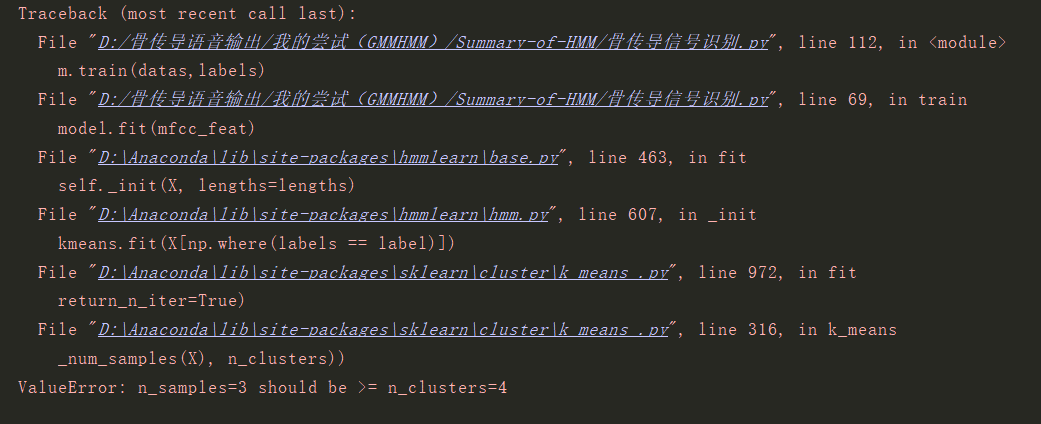 Traceback (most recent call last):
File "D:/骨传导语音输出/我的尝试（GMMHMM）/Summary-of-HMM/骨传导信号识别.py", line 112, in <module>
m.train(datas,labels)
File "D:/骨传导语音输出/我的尝试（GMMHMM）/Summary-of-HMM/骨传导信号识别.py", line 69, in train
model.fit(mfcc_feat)
File "D:\Anaconda\lib\site-packages\hmmlearn\base.py", line 463, in fit
self._init(X, lengths=lengths)
File "D:\Anaconda\lib\site-packages\hmmlearn\hmm.py", line 607, in _init
kmeans.fit(X[np.where(labels == label)])
File "D:\Anaconda\lib\site-packages\sklearn\cluster\k_means_.py", line 972, in fit
return_n_iter=True)
File "D:\Anaconda\lib\site-packages\sklearn\cluster\k_means_.py", line 316, in k_means
_num_samples(X), n_clusters))
ValueError: n_samples=3 should be >= n_clusters=4